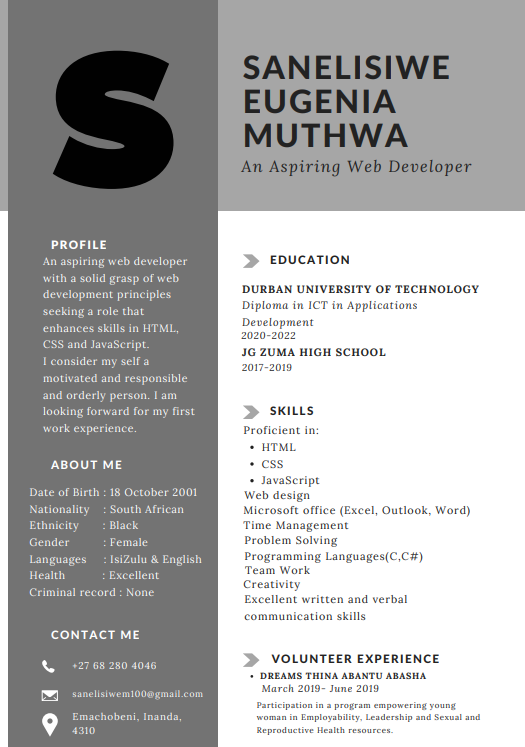 S
SANELISIWE
EUGENIA
MUTHWA
An Aspiring Web Developer
PROFILE
An aspiring web developer
with a solid grasp of web
development principles
seeking a role that
enhances skills in HTML,
CSS and JavaScript.
I consider my self a
motivated and responsible
and orderly person. I am
looking forward for my first
work experience.
ABOUT ME
Date of Birth : 18 October 2001
Nationality : South African
Ethnicity : Black
Gender : Female
Languages : IsiZulu & English
Health : Excellent
Criminal record : None
CONTACT ME
+27 68 280 4046
sanelisiwem100@gmail.com
Emachobeni, Inanda,
4310
EDUCATION
DURBAN UNIVERSITY OF TECHNOLOGY
Diploma in ICT in Applications
Development
2020-2022
JG ZUMA HIGH SCHOOL
2017-2019
SKILLS
Proficient in:
• HTML
• CSS
• JavaScript
Web design
Microsoft office (Excel, Outlook, Word)
Time Management
Problem Solving
Programming Languages(C,C#)
Team Work
Creativity
Excellent written and verbal
communication skills
VOLUNTEER EXPERIENCE
• DREAMS THINA ABANTU ABASHA
March 2019- June 2019
Participation in a program empowering young
woman in Employability, Leadership and Sexual and
Reproductive Health resources.